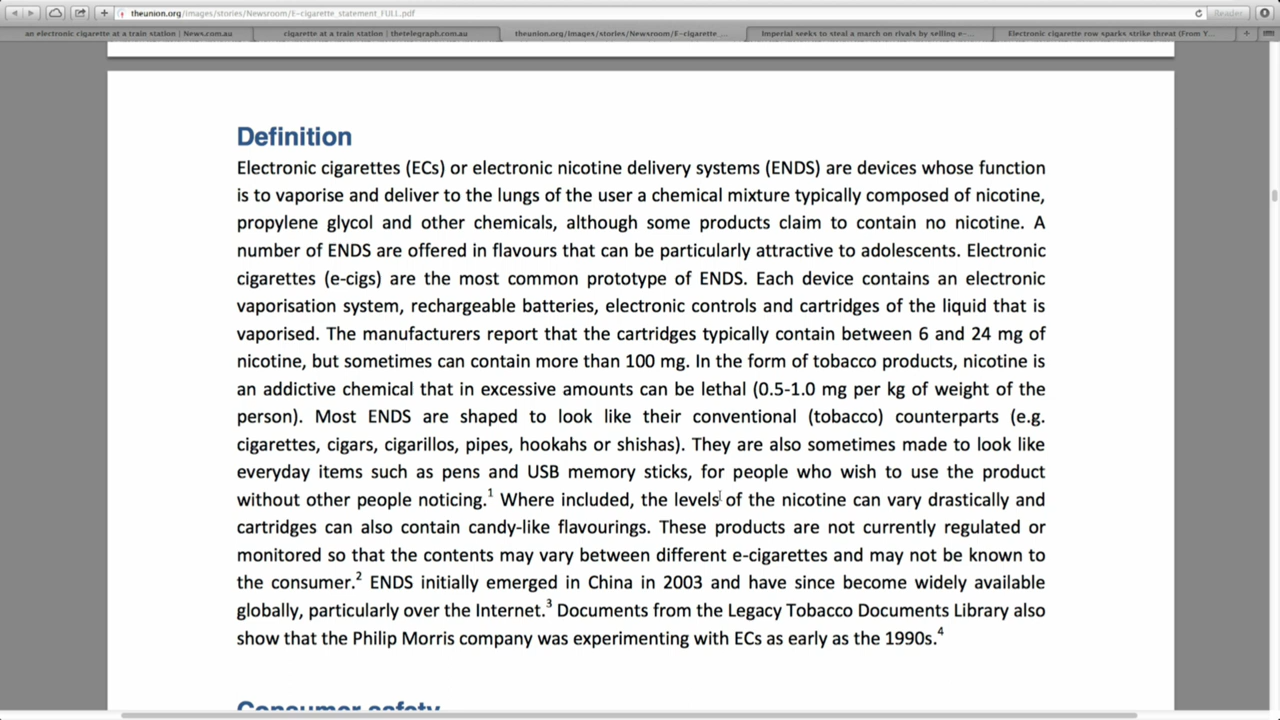 theunion.org/images/stories/Newsroom/E-cigarette_statement_FULL.pdf
Reader
an electronic cigarette at a train station | News.com.au
cigarette at a train station | thetelegraph.com.au
theunion.org/images/stories/Newsroom/E-cigarette_...
Imperial seeks to steal a march on rivals by selling e-...
Electronic cigarette row sparks strike threat (From Y...
Definition
Electronic cigarettes (ECs) or electronic nicotine delivery systems (ENDS) are devices whose function
is to vaporise and deliver to the lungs of the user a chemical mixture typically composed of nicotine,
propylene glycol and other chemicals, although some products claim to contain no nicotine. A
number of ENDS are offered in flavours that can be particularly attractive to adolescents. Electronic
cigarettes (e-cigs) are the most common prototype of ENDS. Each device contains an electronic
vaporisation system, rechargeable batteries, electronic controls and cartridges of the liquid that is
vaporised. The manufacturers report that the cartridges typically contain between 6 and 24 mg of
nicotine, but sometimes can contain more than 100 mg. In the form of tobacco products, nicotine is
an addictive chemical that in excessive amounts can be lethal (0.5-1.0 mg per kg of weight of the
person). Most ENDS are shaped to look like their conventional (tobacco) counterparts (e.g.
cigarettes, cigars, cigarillos, pipes, hookahs or shishas). They are also sometimes made to look like
everyday items such as pens and USB memory sticks, for people who wish to use the product
without other people noticing.1 Where included, the levels of the nicotine can vary drastically and
cartridges can also contain candy-like flavourings. These products are not currently regulated or
monitored so that the contents may vary between different e-cigarettes and may not be known to
the consumer.2 ENDS initially emerged in China in 2003 and have since become widely available
globally, particularly over the Internet.3 Documents from the Legacy Tobacco Documents Library also
show that the Philip Morris company was experimenting with ECs as early as the 1990s.4
Consumer safety